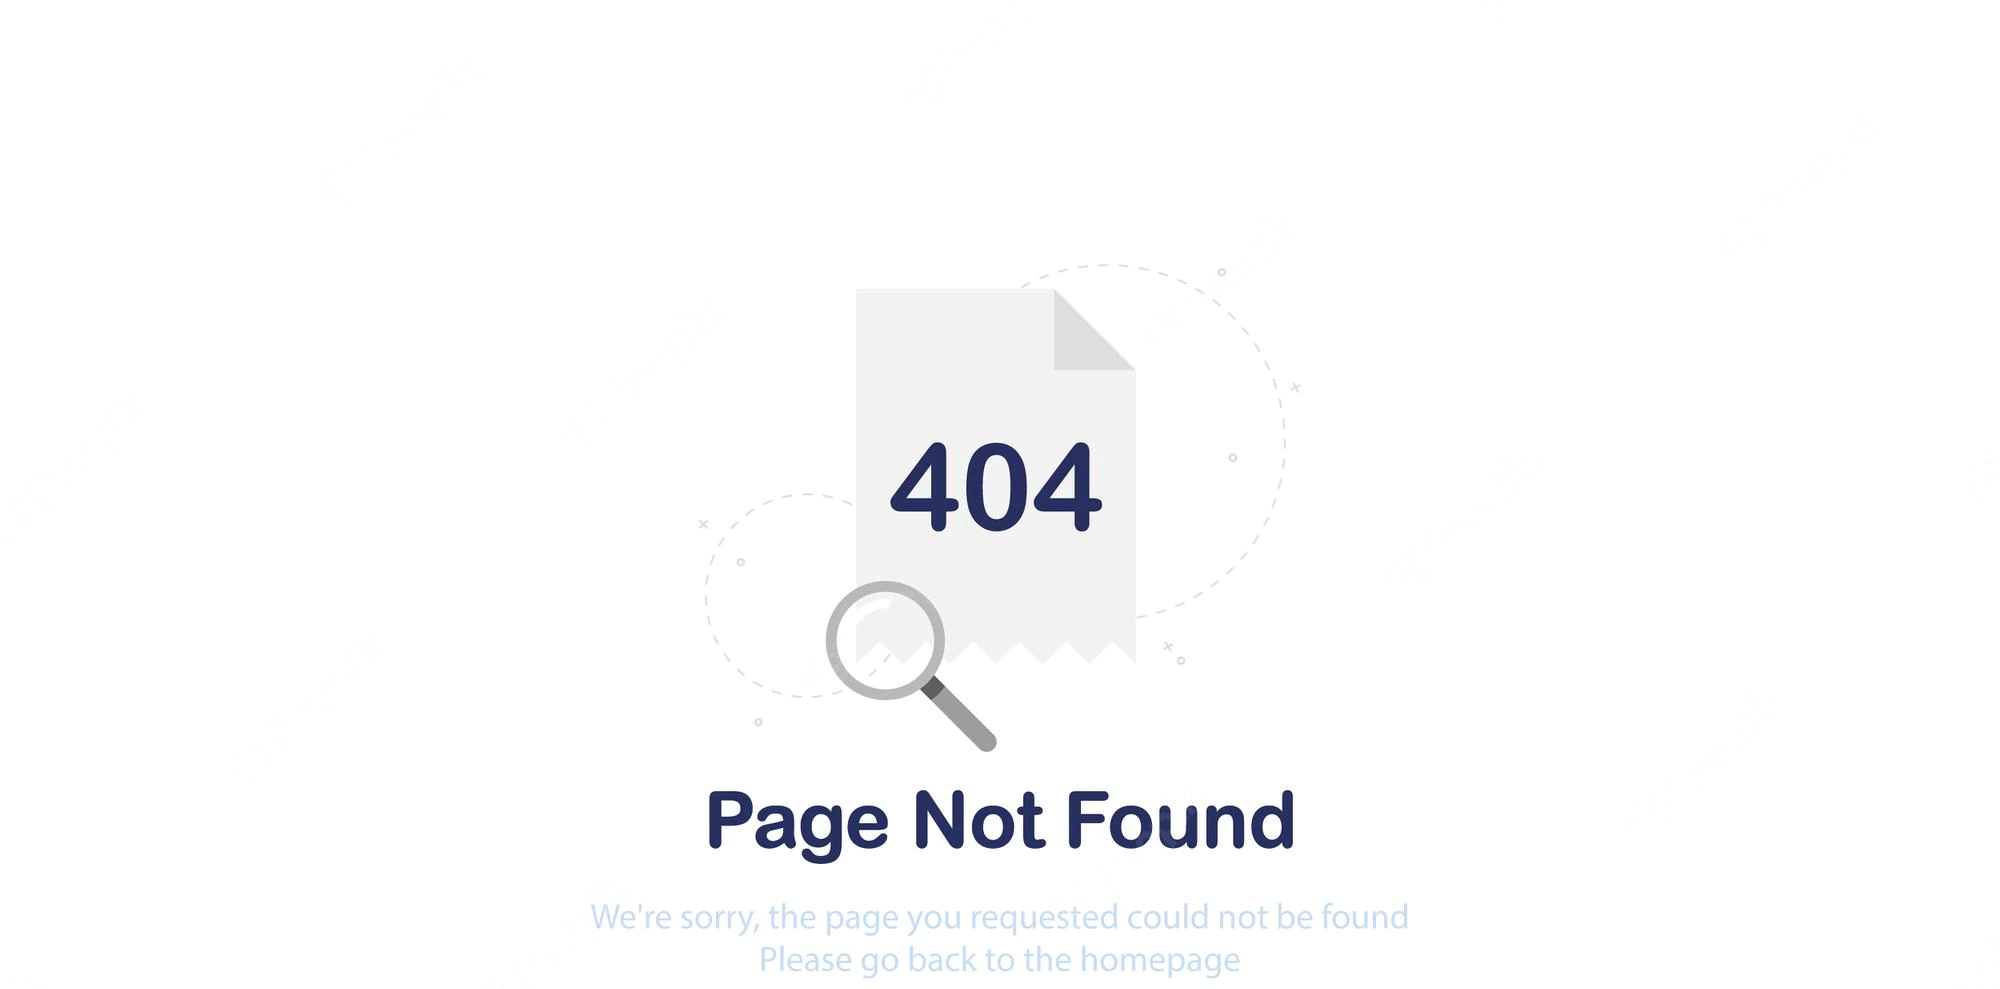 404
Page Not Found
We're sorry, the page you requested could not be found
Please go back to the homepage